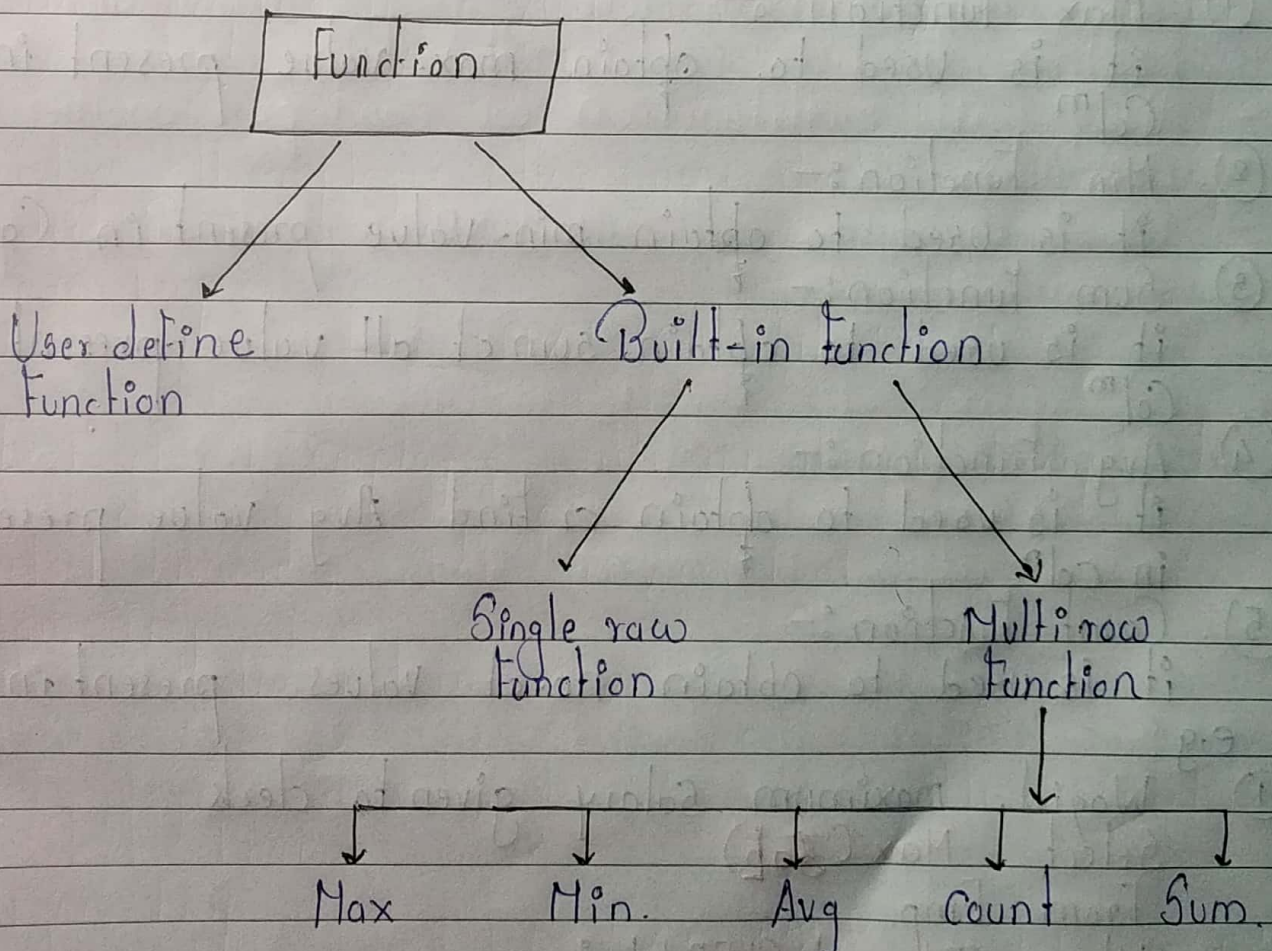 Function
User define
Function
Built-in function
Single raw
Function
Multi row
Function
Max
Min.
Avg
Count
Sum.